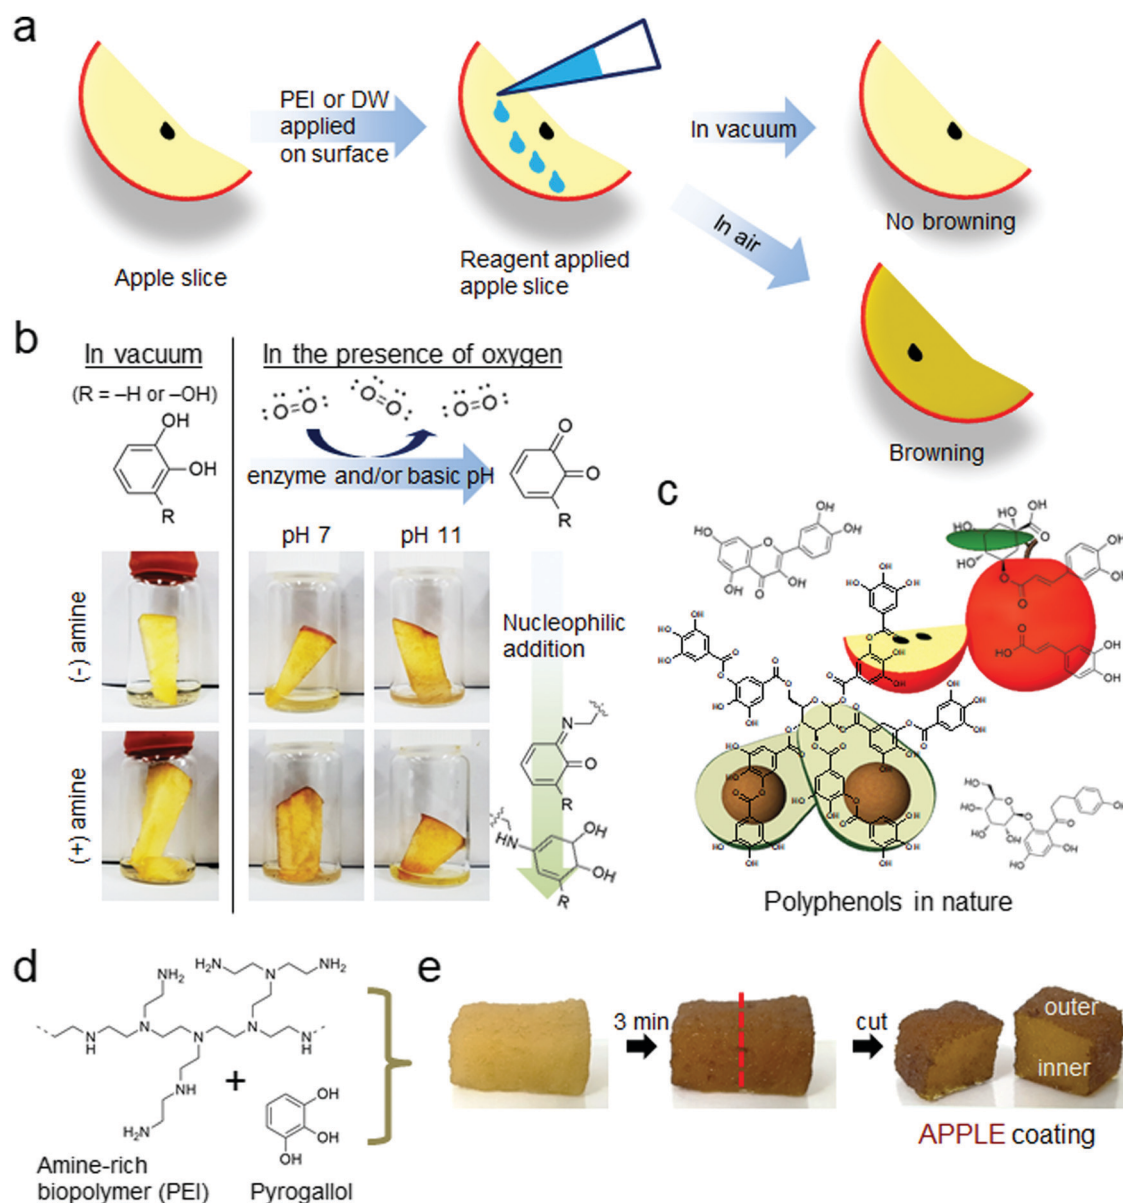 a
PEI or DW
applied
on surface
In vacuum
In air
No browning
Apple slice
Reagent applied
apple slice
Browning
b
In vacuum
In the presence of oxygen
(R = –H or –OH)
O=O
O=O
O=O
OH
OH
R
enzyme and/or basic pH
O
O
R
pH 7
pH 11
(-) amine
(+) amine
Nucleophilic
addition
N
O
R
HN
OH
OH
R
c
Polyphenols in nature
d
NH₂
H₂N
NH₂
N
N
N
N
N
H
N
H
NH
H₂N
+
OH
OH
OH
Amine-rich
biopolymer (PEI)
Pyrogallol
e
3 min
cut
outer
inner
APPLE coating